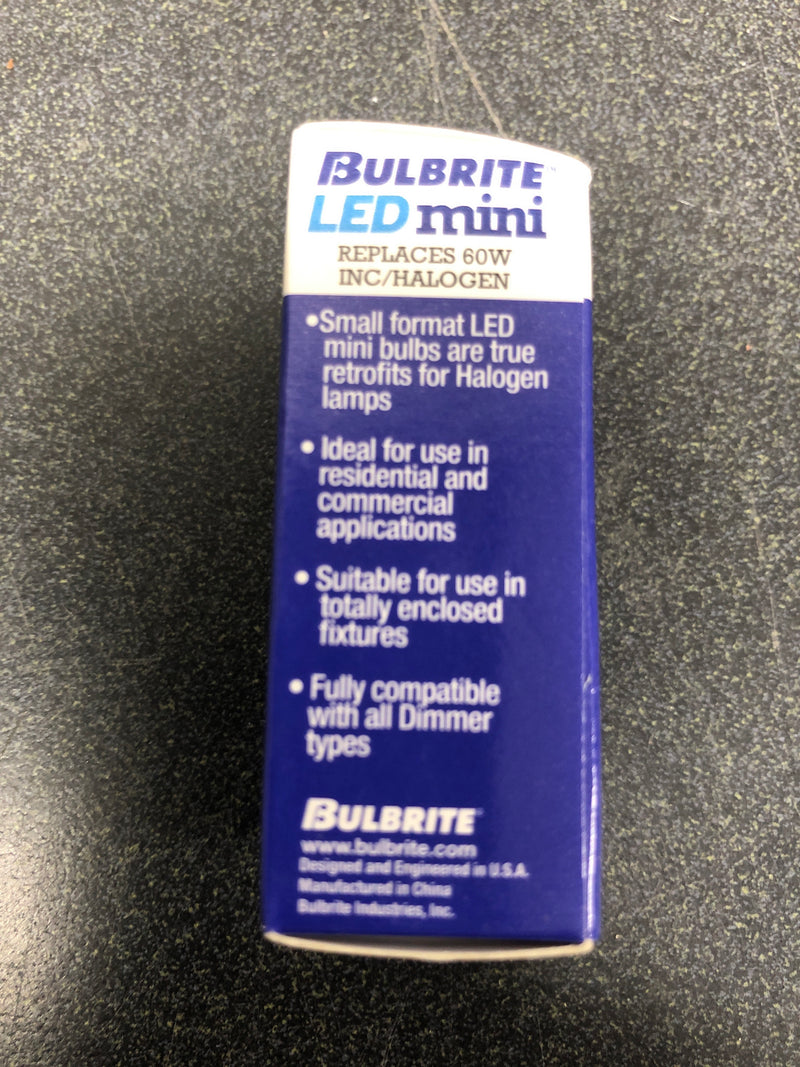 BULBRITE™
LED mini
REPLACES 60W
INC/HALOGEN
•Small format LED
mini bulbs are true
retrofits for Halogen
lamps
• Ideal for use in
residential and
commercial
applications
• Suitable for use in
totally enclosed
fixtures
• Fully compatible
with all Dimmer
types
BULBRITE™
www.bulbrite.com
Designed and Engineered in U.S.A.
Manufactured in China
Bulbrite Industries, Inc.